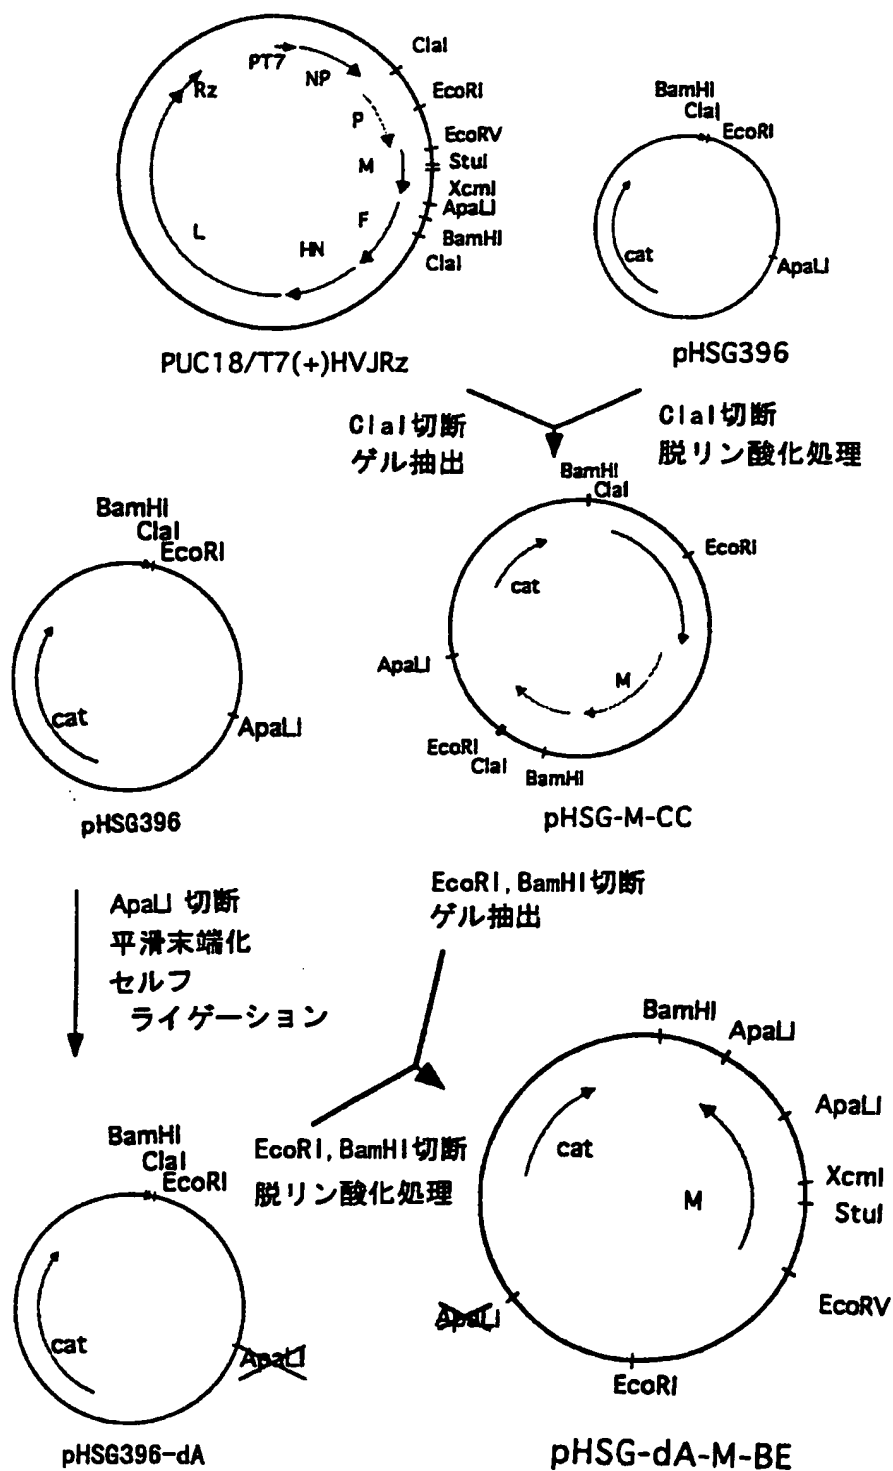 PT7
NP
ClaI
EcoRI
Rz
P
EcoRV
StuI
M
XcmI
ApaLI
F
L
HN
BamHI
ClaI
PUC18/T7(+)HVJRz
BamHI
ClaI
EcoRI
cat
ApaLI
pHSG396
ClaI切断
ゲル抽出
ClaI切断
脱リン酸化処理
BamHI
ClaI
EcoRI
cat
ApaLI
M
EcoRI
ClaI
BamHI
pHSG-M-CC
BamHI
ClaI
EcoRI
cat
ApaLI
pHSG396
ApaLI 切断
平滑末端化
セルフ
ライゲーション
EcoRI, BamHI切断
ゲル抽出
EcoRI, BamHI切断
脱リン酸化処理
BamHI
ClaI
EcoRI
cat
ApaLI
pHSG396-dA
BamHI
ApaLI
ApaLI
cat
XcmI
M
StuI
EcoRV
ApaLI
EcoRI
pHSG-dA-M-BE